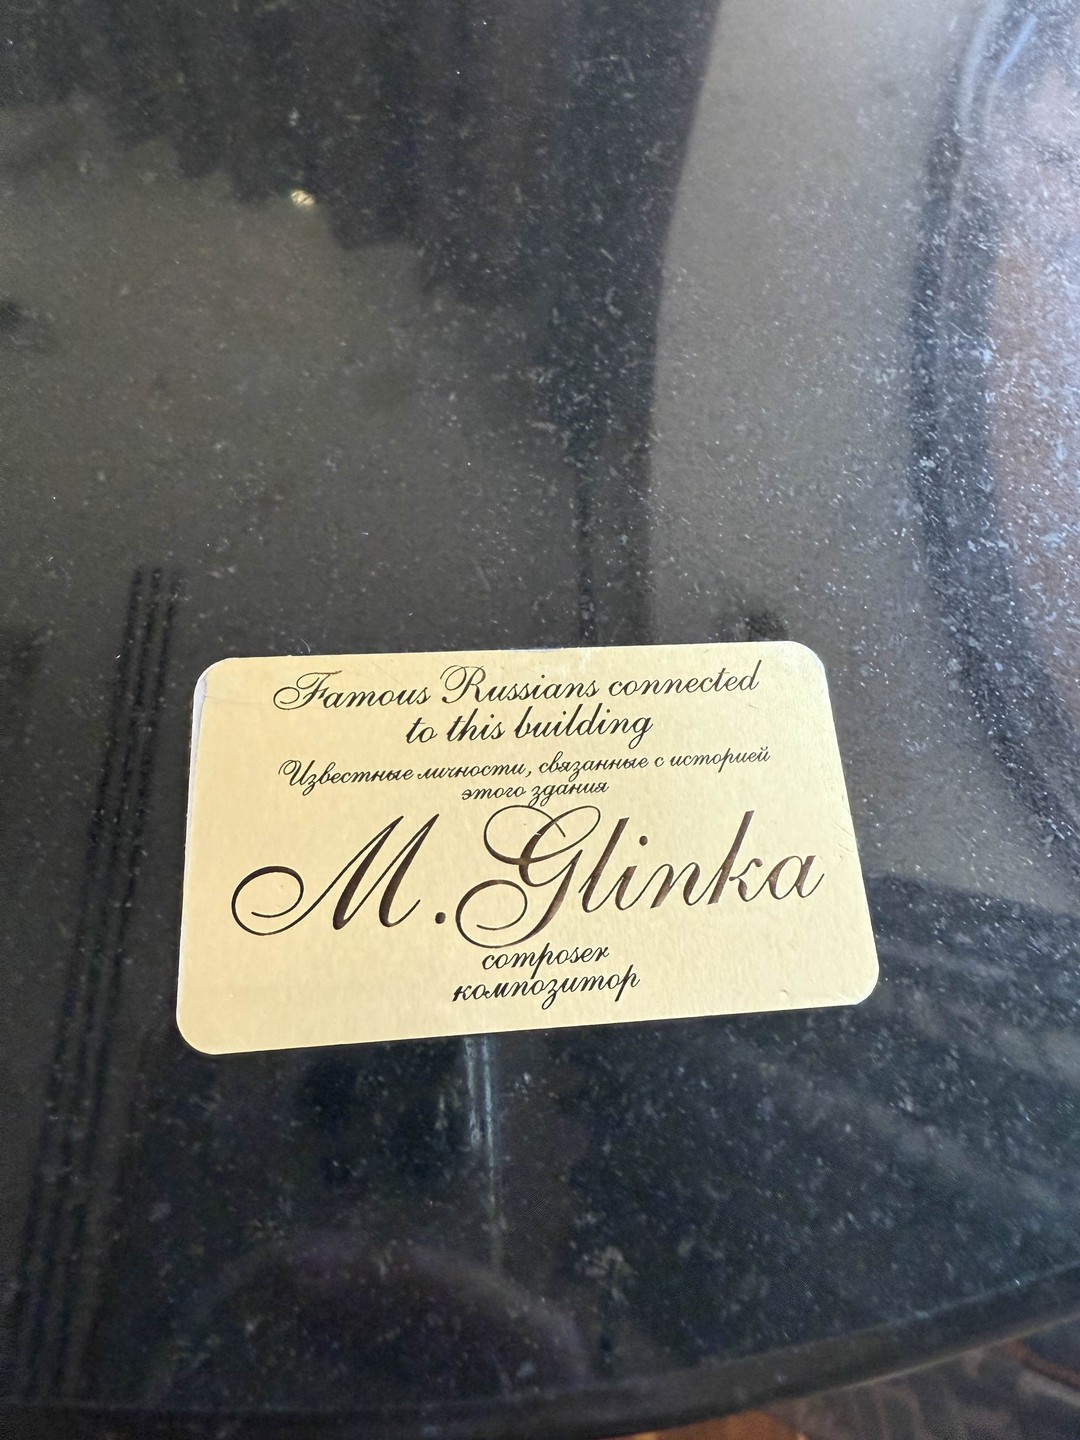 Famous Russians connected
to this building
Известные личности, связанные с историей
этого здания
M. Glinka
composer
композитор